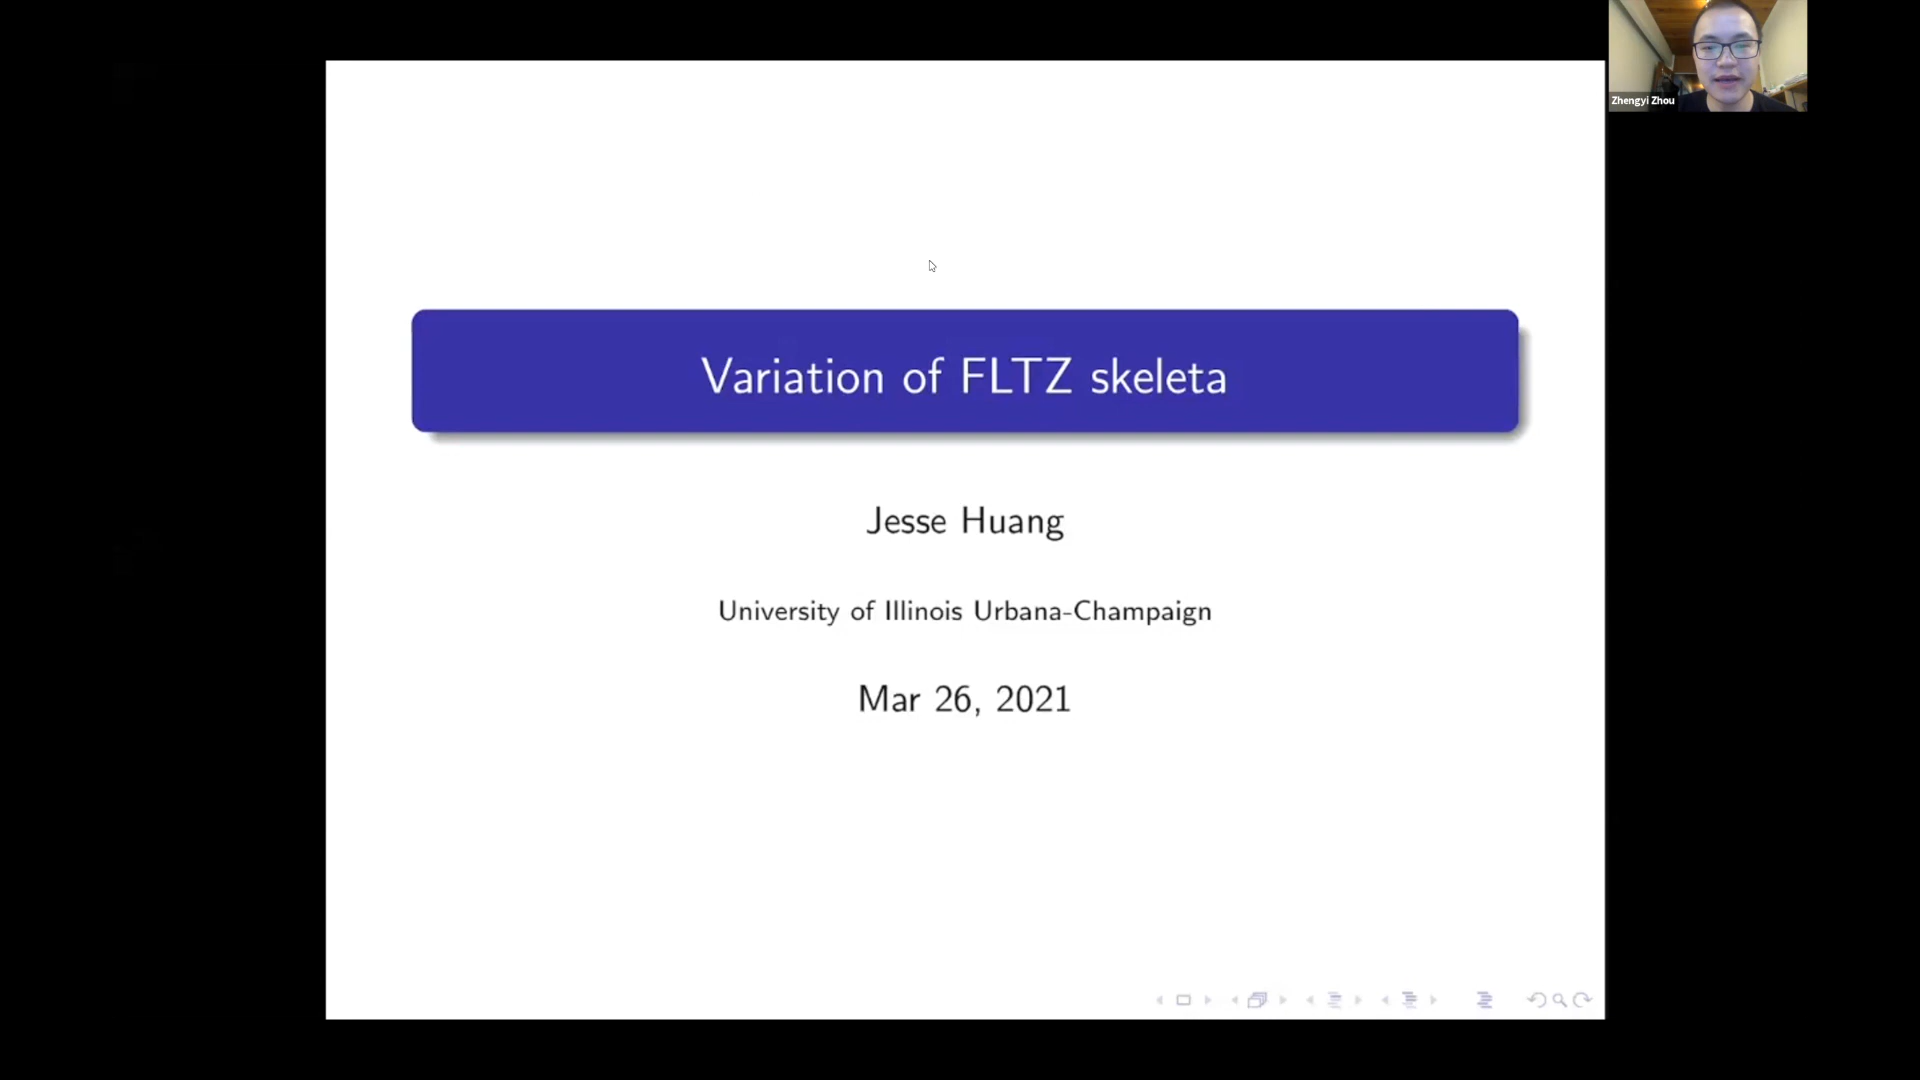 Zhengyi Zhou
Variation of FLTZ skeleta
Jesse Huang
University of Illinois Urbana-Champaign
Mar 26, 2021